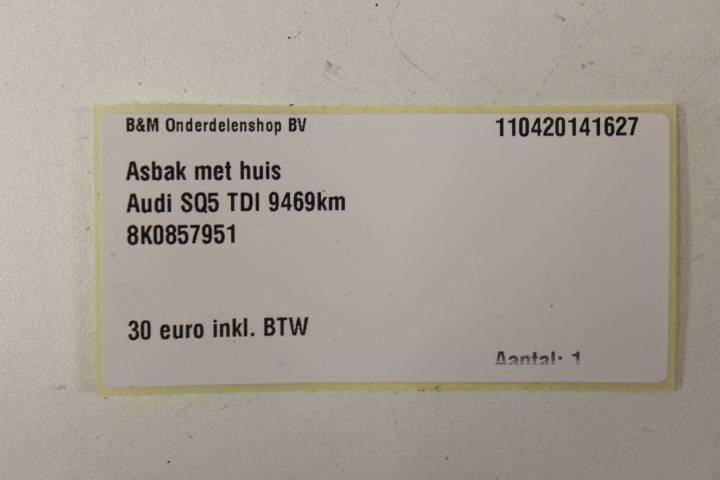 B&M Onderdelenshop BV
110420141627
Asbak met huis
Audi SQ5 TDI 9469km
8K0857951
30 euro inkl. BTW
Aantal: 1